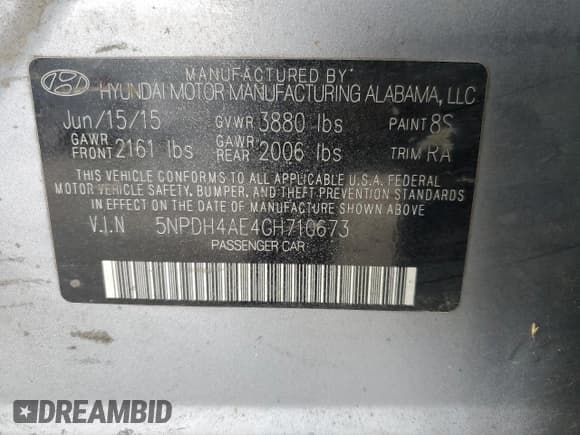 MANUFACTURED BY
HYUNDAI MOTOR MANUFACTURING ALABAMA, LLC
Jun/15/15 GVWR 3880 lbs PAINT 8S
GAWR FRONT 2161 lbs GAWR REAR 2006 lbs TRIM RA
THIS VEHICLE CONFORMS TO ALL APPLICABLE U.S.A. FEDERAL
MOTOR VEHICLE SAFETY, BUMPER, AND THEFT PREVENTION STANDARDS
IN EFFECT ON THE DATE OF MANUFACTURE SHOWN ABOVE.
V.I.N 5NPDH4AE4GH710673
PASSENGER CAR
DREAMBID